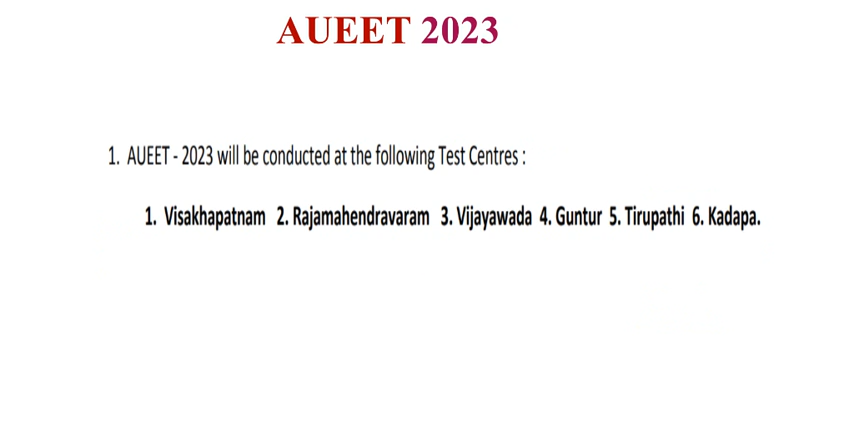 AUEET 2023
1. AUEET - 2023 will be conducted at the following Test Centres :
1. Visakhapatnam 2. Rajamahendravaram 3. Vijayawada 4. Guntur 5. Tirupathi 6. Kadapa.